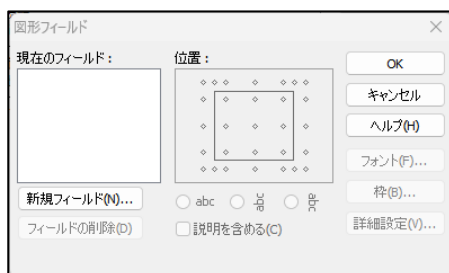 図形フィールド
現在のフィールド：
位置：
OK
キャンセル
ヘルプ(H)
フォント(F)...
枠(B)...
詳細設定(V)...
新規フィールド(N)...
フィールドの削除(D)
abc
abc
abc
説明を含める(C)